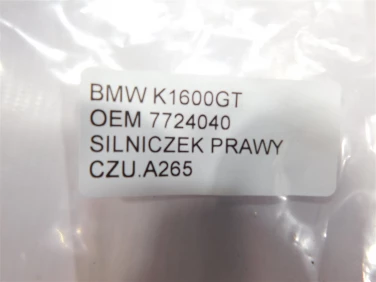 BMW K1600GT
OEM 7724040
SILNICZEK PRAWY
CZU.A265